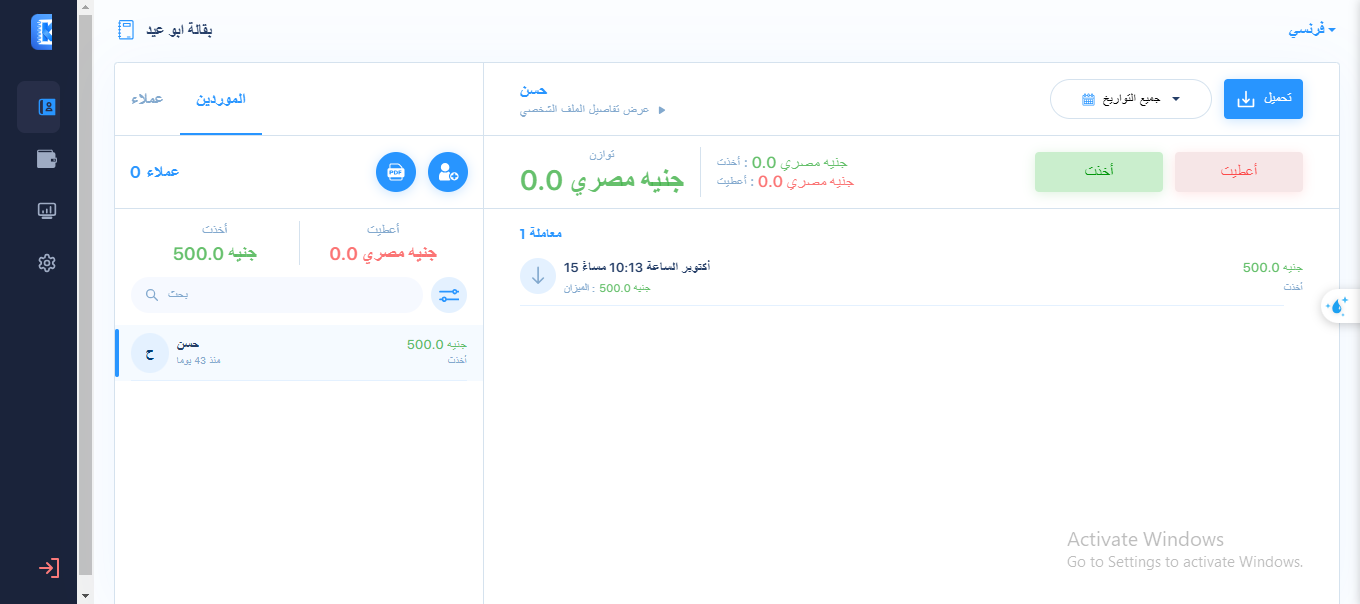 بقالة ابو عيد
فرنسي
عملاء
الموردين
حسن
عرض تفاصيل الملف الشخصي
جميع التواريخ
تحميل
عملاء 0
PDF
توازن
جنيه مصري 0.0
أخذت : جنيه مصري 0.0
أعطيت : جنيه مصري 0.0
أخذت
أعطيت
أخذت
جنيه 500.0
أعطيت
جنيه مصري 0.0
بحث
ح
حسن
منذ 43 يوما
جنيه 500.0
أخذت
معاملة 1
أكتوبر الساعة 10:13 مساءً 15
الميزان : جنيه 500.0
جنيه 500.0
أخذت
Activate Windows
Go to Settings to activate Windows.